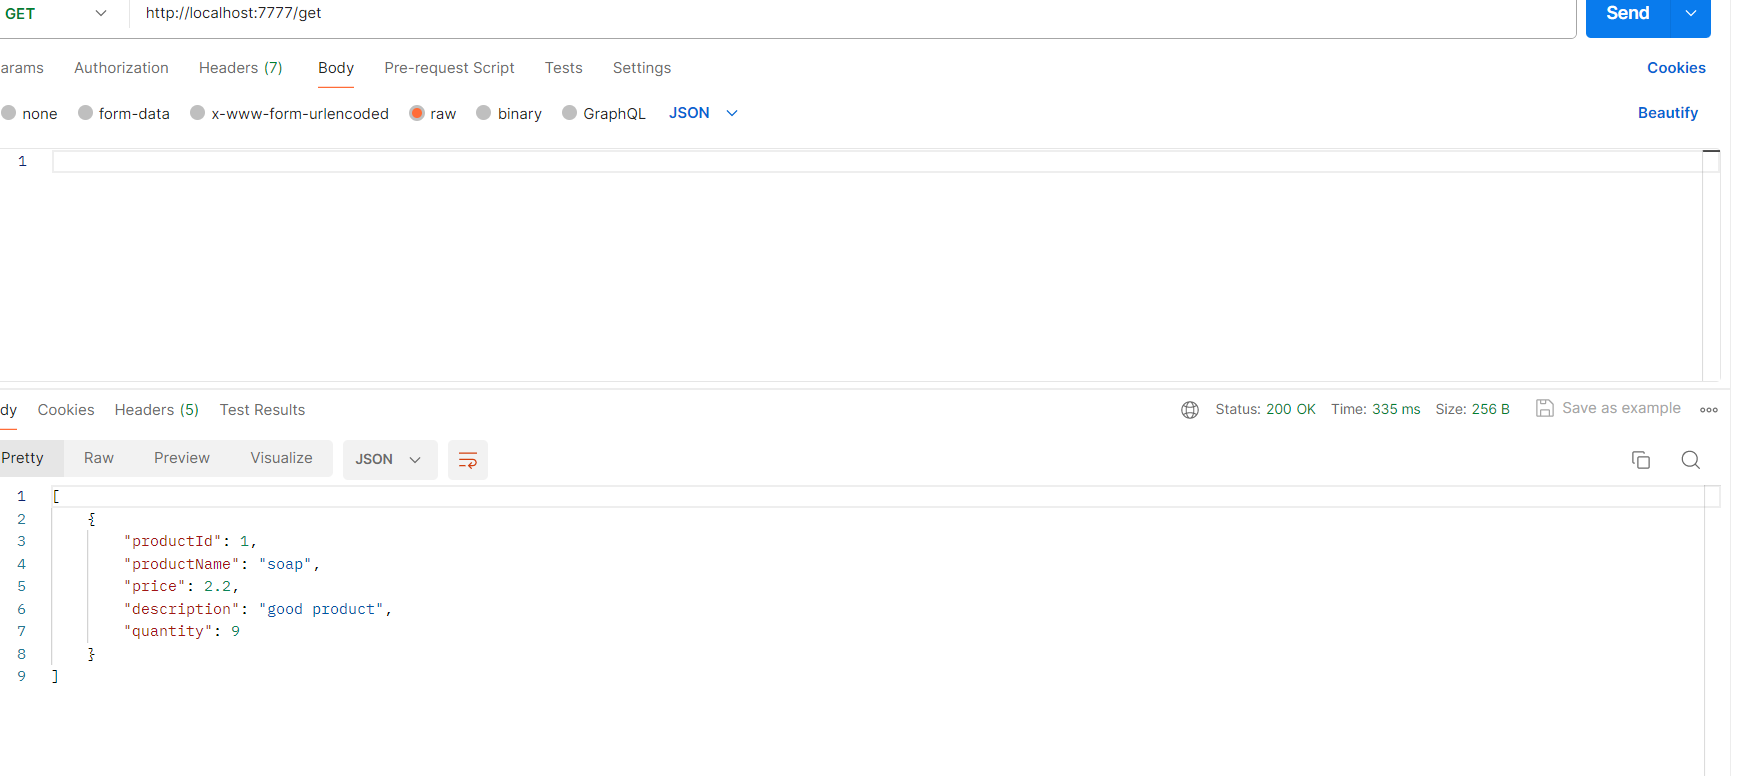 GET http://localhost:7777/get Send
arams Authorization Headers (7) Body Pre-request Script Tests Settings Cookies
none form-data x-www-form-urlencoded raw binary GraphQL JSON Beautify
1
dy Cookies Headers (5) Test Results Status: 200 OK Time: 335 ms Size: 256 B Save as example
Pretty Raw Preview Visualize JSON
1 [
2 {
3 "productId": 1,
4 "productName": "soap",
5 "price": 2.2,
6 "description": "good product",
7 "quantity": 9
8 }
9 ]